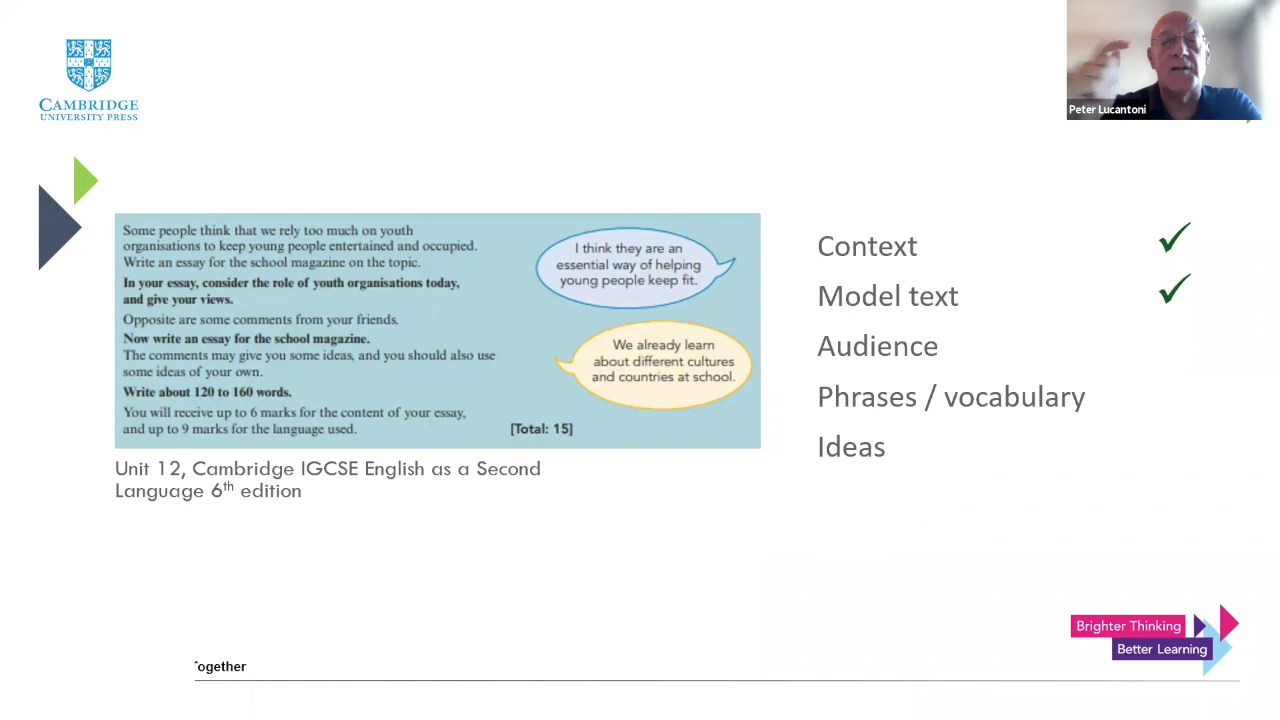 CAMBRIDGE
UNIVERSITY PRESS
Peter Lucantoni
Some people think that we rely too much on youth
organisations to keep young people entertained and occupied.
Write an essay for the school magazine on the topic.
In your essay, consider the role of youth organisations today,
and give your views.
Opposite are some comments from your friends.
Now write an essay for the school magazine.
The comments may give you some ideas, and you should also use
some ideas of your own.
Write about 120 to 160 words.
You will receive up to 6 marks for the content of your essay,
and up to 9 marks for the language used.
[Total: 15]
I think they are an
essential way of helping
young people keep fit.
We already learn
about different cultures
and countries at school.
Unit 12, Cambridge IGCSE English as a Second
Language 6th edition
Context
Model text
Audience
Phrases / vocabulary
Ideas
Brighter Thinking
Better Learning
ogether